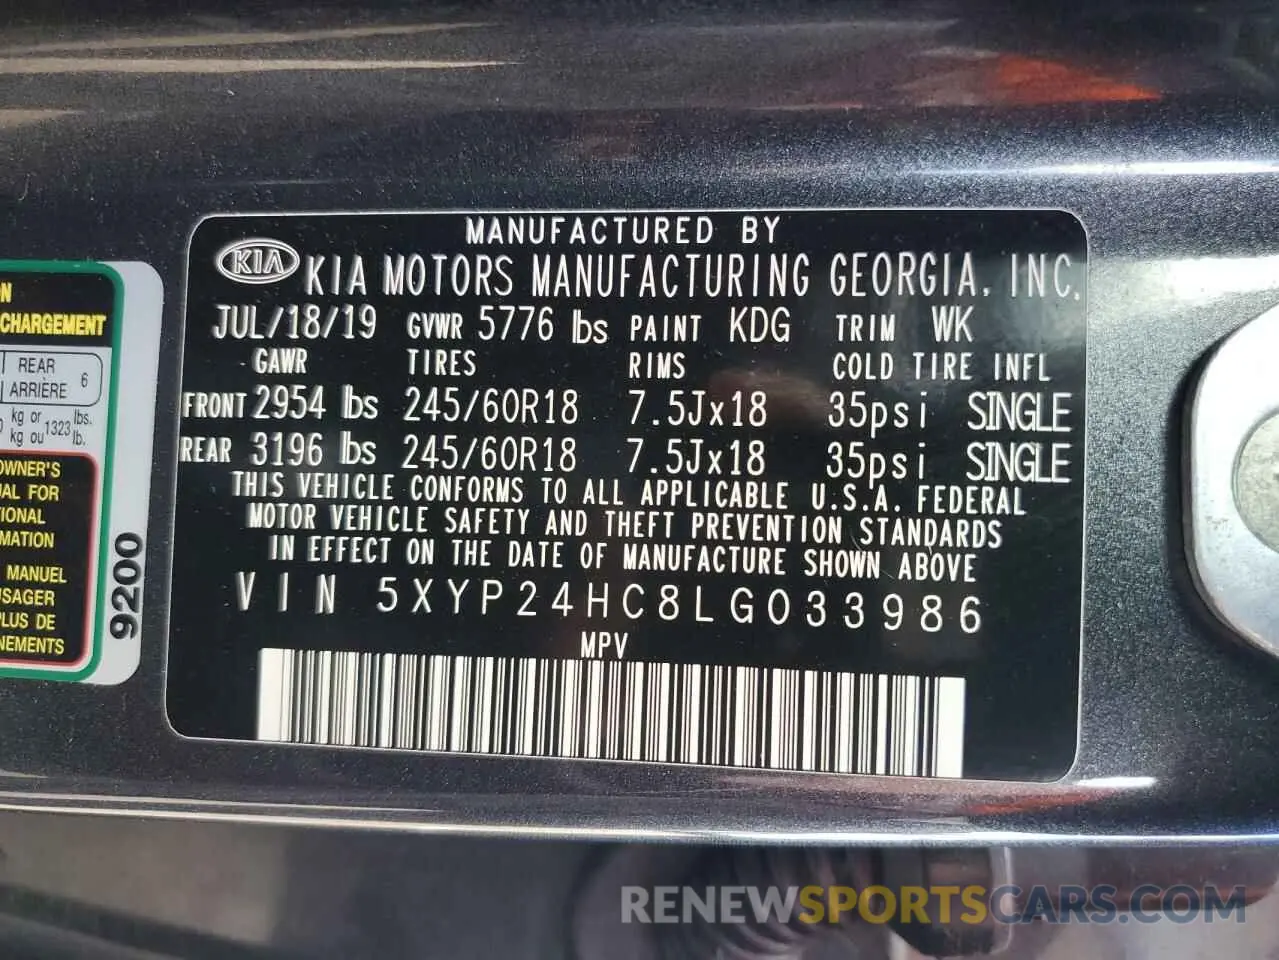 MANUFACTURED BY
KIA KIA MOTORS MANUFACTURING GEORGIA, INC.
JUL/18/19 GVWR 5776 lbs PAINT KDG TRIM WK
GAWR TIRES RIMS COLD TIRE INFL
FRONT 2954 lbs 245/60R18 7.5Jx18 35psi SINGLE
REAR 3196 lbs 245/60R18 7.5Jx18 35psi SINGLE
THIS VEHICLE CONFORMS TO ALL APPLICABLE U.S.A. FEDERAL
MOTOR VEHICLE SAFETY AND THEFT PREVENTION STANDARDS
IN EFFECT ON THE DATE OF MANUFACTURE SHOWN ABOVE
VIN 5XYP24HC8LG033986
MPV
CHARGEMENT
REAR 6
ARRIÈRE
kg or 1323 lbs.
kg ou lb.
OWNER'S
FOR
MANUEL
PLUS DE
9200
RENEWSPORTSCARS.COM